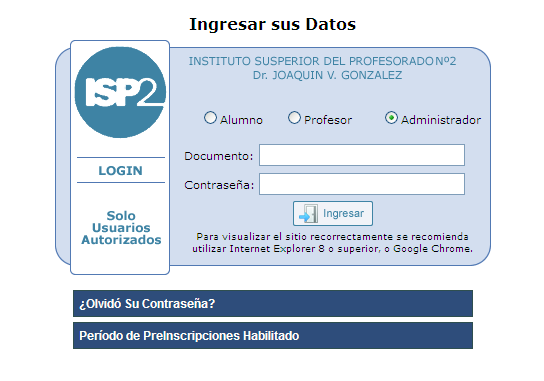 Ingresar sus Datos
INSTITUTO SUSPERIOR DEL PROFESORADO Nº2
Dr. JOAQUIN V. GONZALEZ
ISP2
Alumno Profesor Administrador
LOGIN
Documento:
Contraseña:
Solo
Usuarios
Autorizados
Ingresar
Para visualizar el sitio recorrectamente se recomienda
utilizar Internet Explorer 8 o superior, o Google Chrome.
¿Olvidó Su Contraseña?
Período de PreInscripciones Habilitado